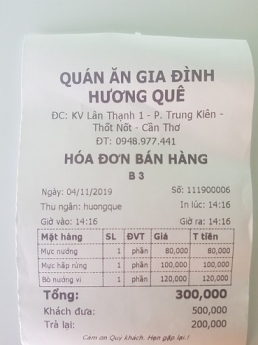 QUÁN ĂN GIA ĐÌNH
HƯƠNG QUÊ
ĐC: KV Lân Thạnh 1 - P. Trung Kiên -
Thốt Nốt - Cần Thơ
ĐT: 0948.977.441
HÓA ĐƠN BÁN HÀNG
B 3
Ngày: 04/11/2019 Số: 111900006
Thu ngân: huongque In lúc: 14:16
Giờ vào: 14:16 Giờ ra: 14:16
Mặt hàng SL ĐVT Giá T tiền
Mực nướng 1 phần 80,000 80,000
Mực hấp rừng 1 phần 100,000 100,000
Bò nướng vỉ 1 phần 120,000 120,000
Tổng: 300,000
Khách đưa: 500,000
Trả lại: 200,000
Cảm ơn Quý khách. Hẹn gặp lại!